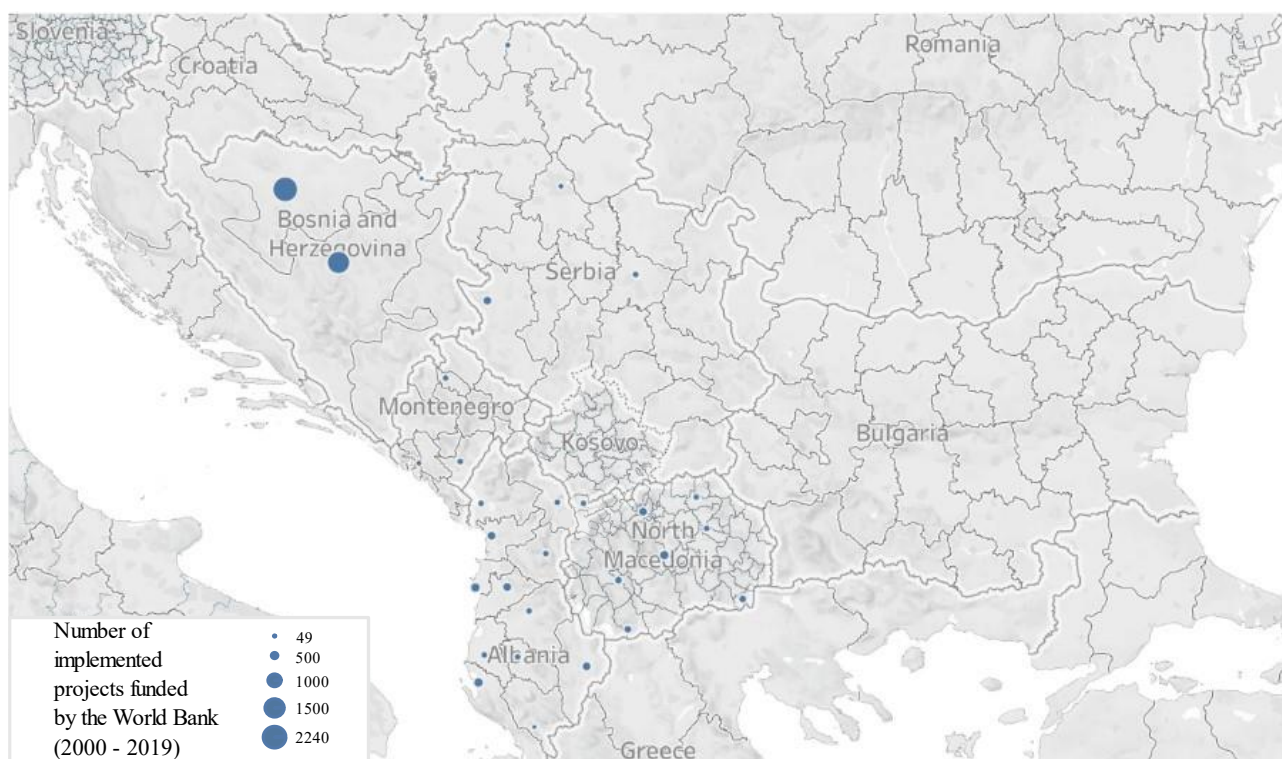 Slovenia
Croatia
Romania
Bosnia and
Herzegovina
Serbia
Montenegro
Kosovo
Bulgaria
North
Macedonia
Albania
Greece
Number of
implemented
projects funded
by the World Bank
(2000 - 2019)
49
500
1000
1500
2240